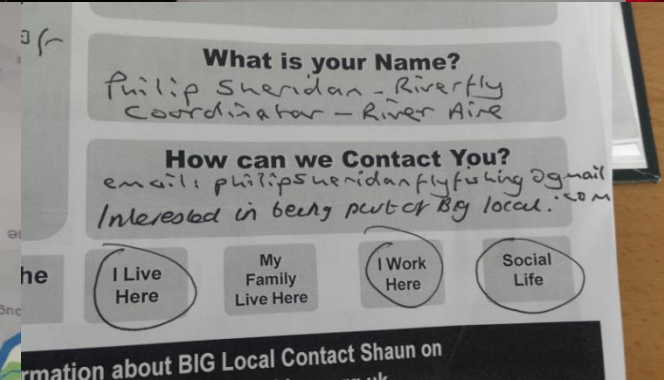 What is your Name?
Philip Sheridan - Riverfly
Coordinator - River Aire
How can we Contact You?
email: philipsheridanflyfishing@gmail
.com
Interested in being part of Big local.
he
I Live
Here
My
Family
Live Here
I Work
Here
Social
Life
rmation about BIG Local Contact Shaun on